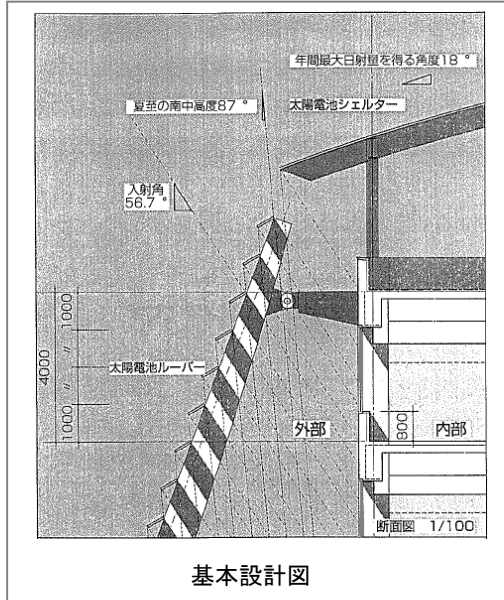 年間最大日射量を得る角度18°
夏至の南中高度87°
太陽電池シェルター
入射角
56.7°
1000
4000
〃
太陽電池ルーバー
〃
1000
外部
800
内部
断面図 1/100
基本設計図